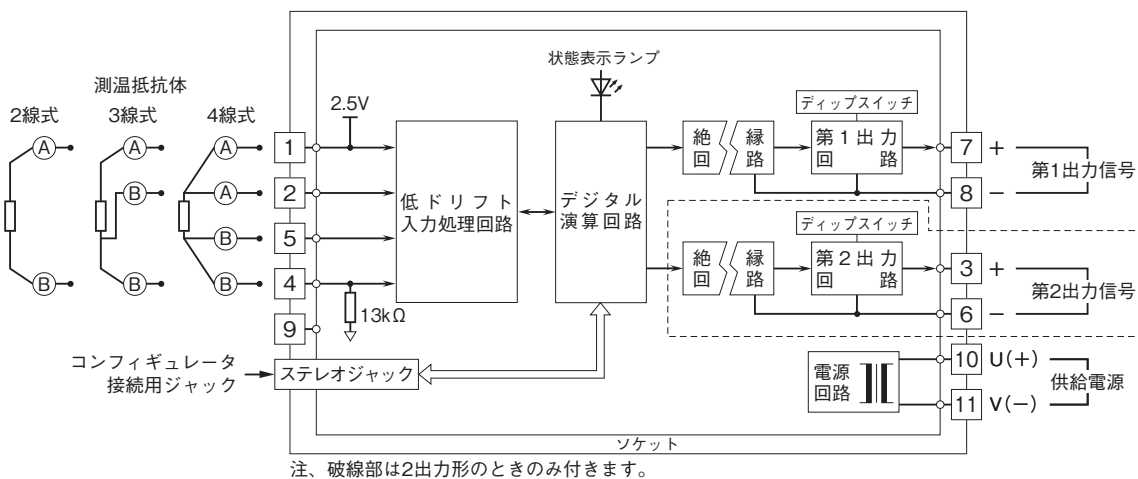 状態表示ランプ
測温抵抗体
2線式 3線式 4線式
2.5V
ディップスイッチ
A A A
1
低ドリフト
入力処理回路
デジタル
演算回路
絶縁
回路
第1出力
回路
7 +
8 −
第1出力信号
B A
2
B
5
ディップスイッチ
絶縁
回路
第2出力
回路
3 +
6 −
第2出力信号
B B B
4
13kΩ
9
コンフィギュレータ
接続用ジャック
ステレオジャック
電源
回路
10 U(+)
11 V(−)
供給電源
ソケット
注、破線部は2出力形のときのみ付きます。